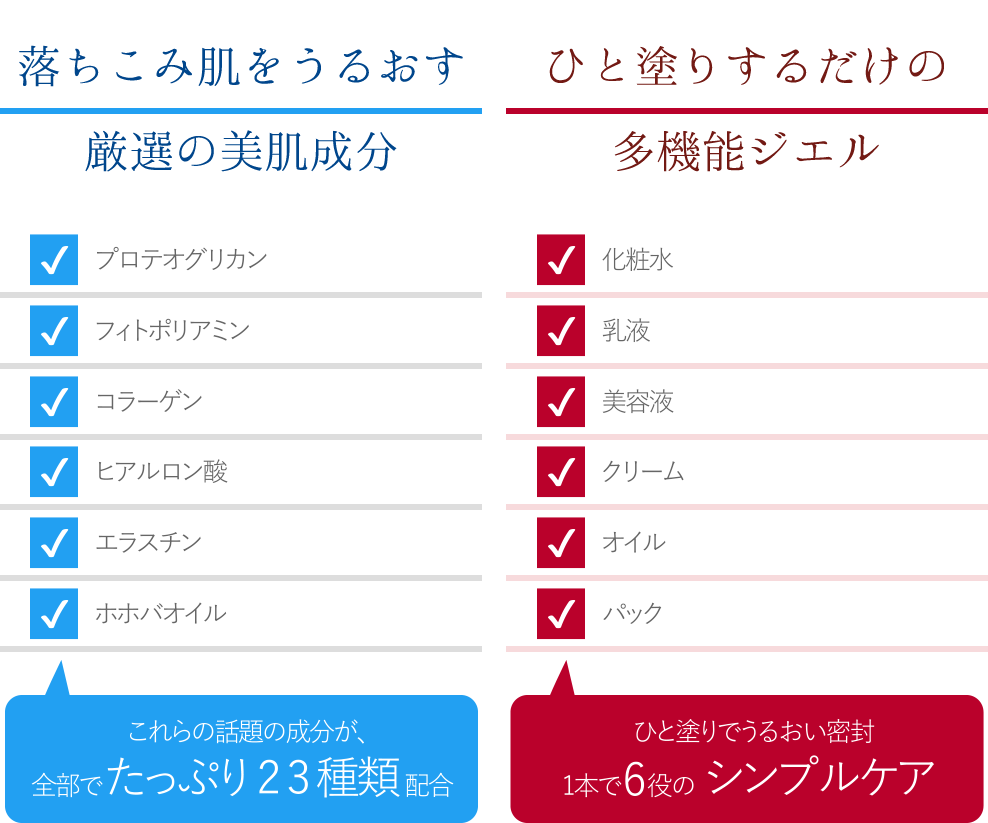 落ちこみ肌をうるおす
厳選の美肌成分
プロテオグリカン
フィトポリアミン
コラーゲン
ヒアルロン酸
エラスチン
ホホバオイル
これらの話題の成分が、
全部でたっぷり23種類配合
ひと塗りするだけの
多機能ジエル
化粧水
乳液
美容液
クリーム
オイル
パック
ひと塗りでうるおい密封
1本で6役のシンプルケア